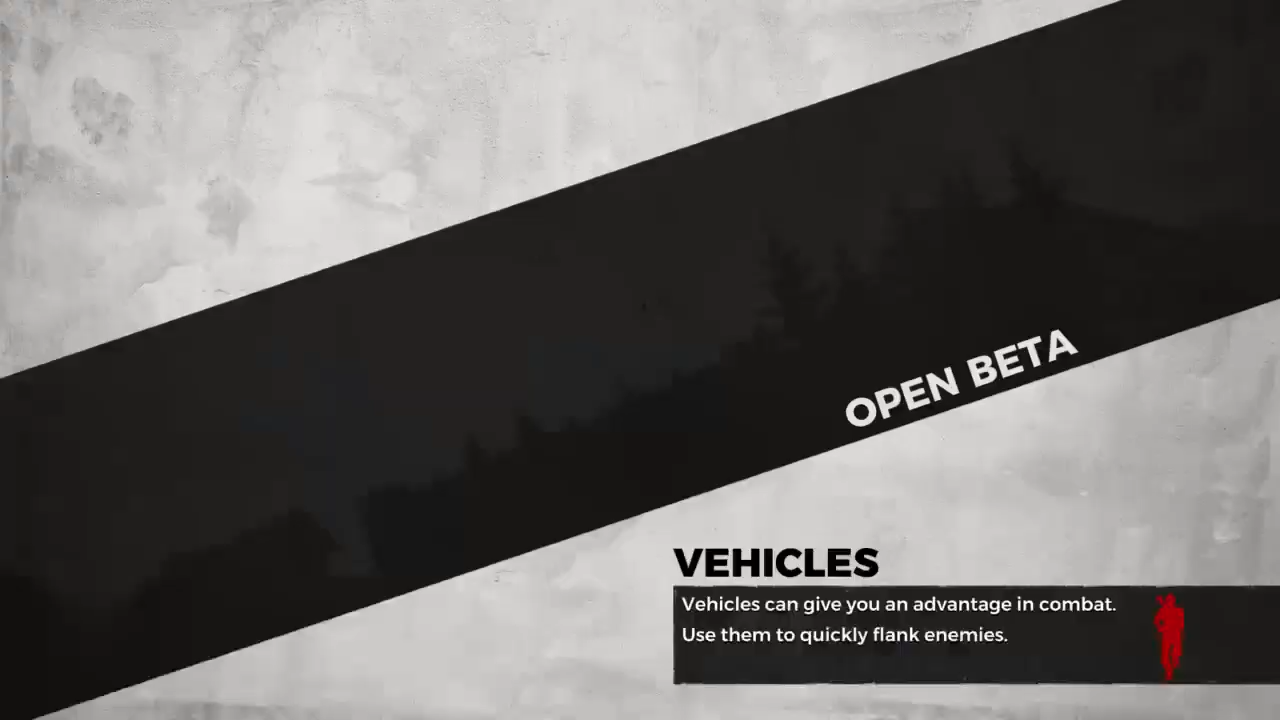 OPEN BETA
VEHICLES
Vehicles can give you an advantage in combat.
Use them to quickly flank enemies.